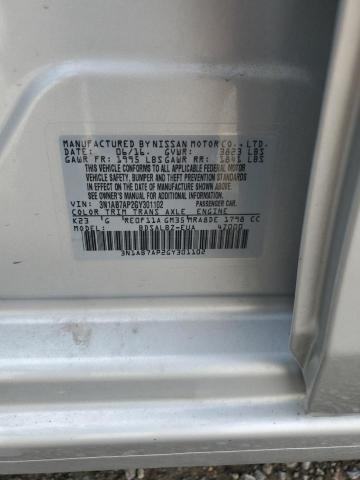 MANUFACTURED BY NISSAN MOTOR CO., LTD.
DATE: 06/16. GVWR: 3623 LBS
GAWR FR: 1995 LBS GAWR RR: 1841 LBS
THIS VEHICLE CONFORMS TO ALL APPLICABLE FEDERAL MOTOR
VEHICLE SAFETY, BUMPER, AND THEFT PREVENTION STANDARDS IN
EFFECT ON THE DATE OF MANUFACTURE SHOWN ABOVE.
SEE OWNER'S MANUAL FOR ADDITIONAL INFORMATION.
VIN: 3N1AB7AP2GY301102 PASSENGER CAR
COLOR TRIM TRANS AXLE ENGINE
K23 G RE0F11A GM35 MRA8DE 1798 CC
MODEL: BDSALBZ-EUA 47000
3N1AB7AP2GY301102